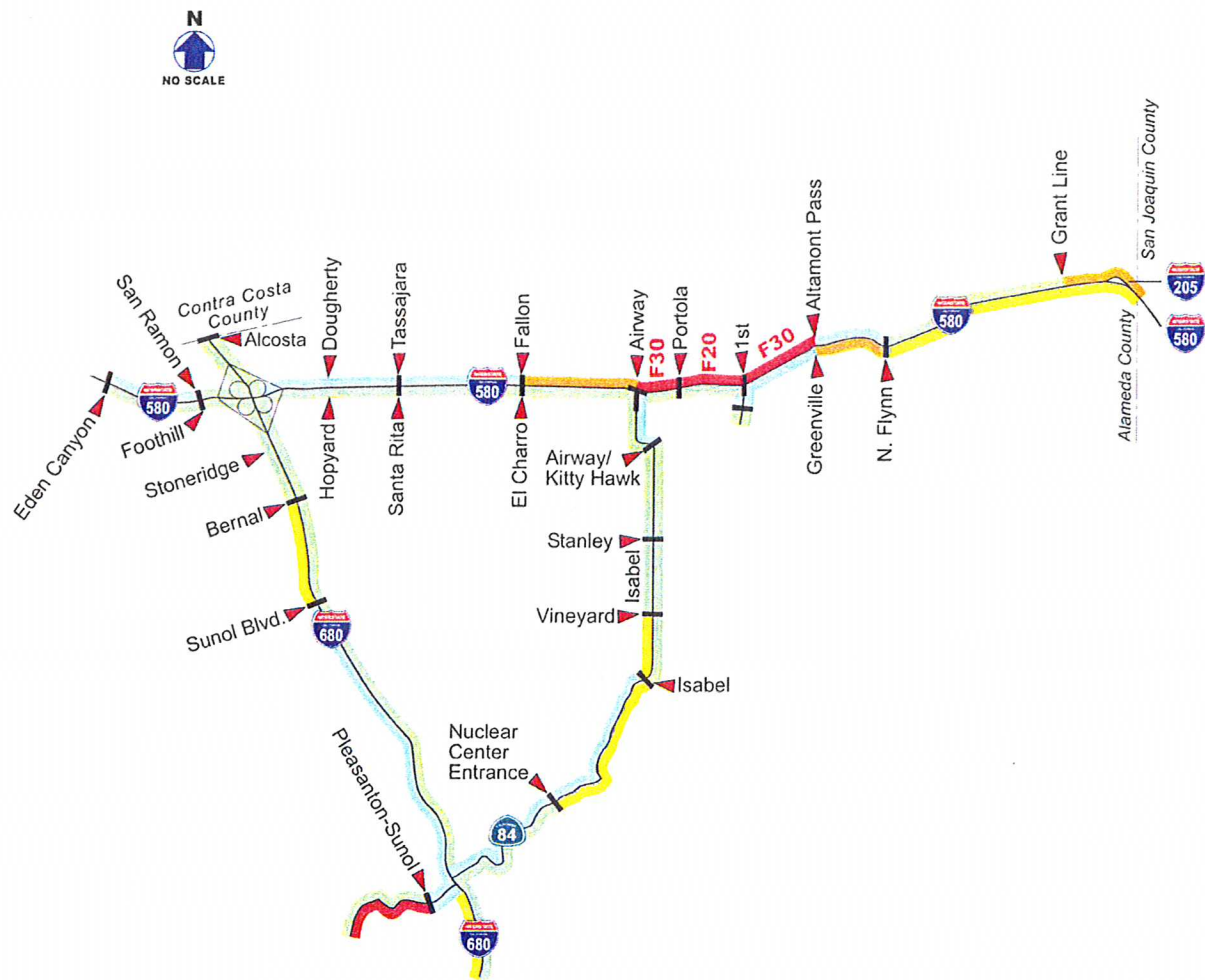 N
NO SCALE
San Ramon
Contra Costa
County
Alcosta
Dougherty
Tassajara
Fallon
Airway
F30
Portola
F20
1st
F30
Altamont Pass
Grant Line
San Joaquin County
Alameda County
205
580
580
580
580
Eden Canyon
Foothill
Stoneridge
Bernal
Sunol Blvd.
680
Hopyard
Santa Rita
El Charro
Airway/
Kitty Hawk
Greenville
N. Flynn
Stanley
Isabel
Vineyard
Isabel
Nuclear
Center
Entrance
Pleasanton-Sunol
84
680